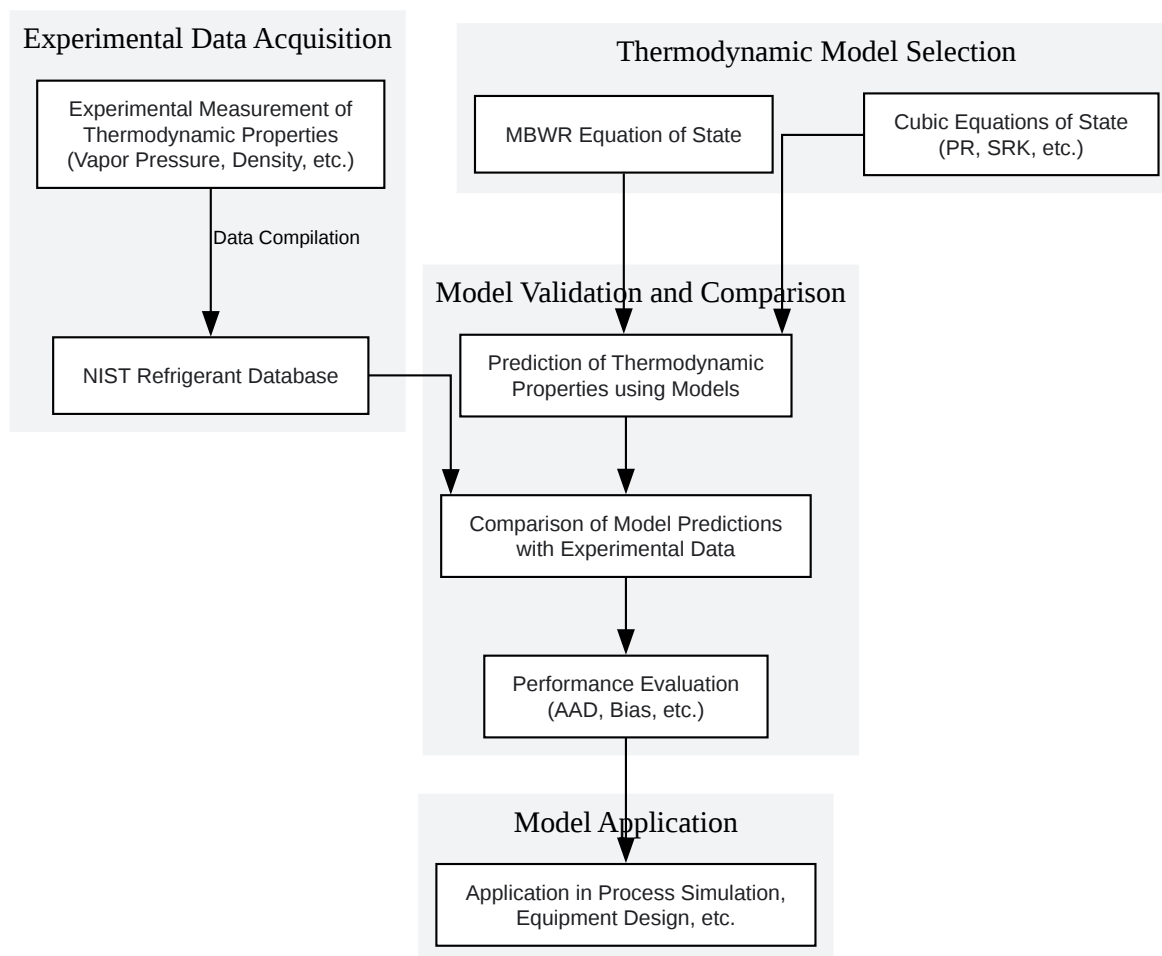 Experimental Data Acquisition
Experimental Measurement of
Thermodynamic Properties
(Vapor Pressure, Density, etc.)
Data Compilation
NIST Refrigerant Database
Thermodynamic Model Selection
MBWR Equation of State
Cubic Equations of State
(PR, SRK, etc.)
Model Validation and Comparison
Prediction of Thermodynamic
Properties using Models
Comparison of Model Predictions
with Experimental Data
Performance Evaluation
(AAD, Bias, etc.)
Model Application
Application in Process Simulation,
Equipment Design, etc.